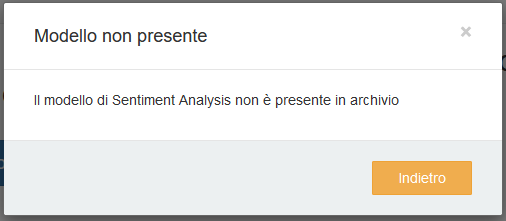 Modello non presente
×
Il modello di Sentiment Analysis non è presente in archivio
Indietro